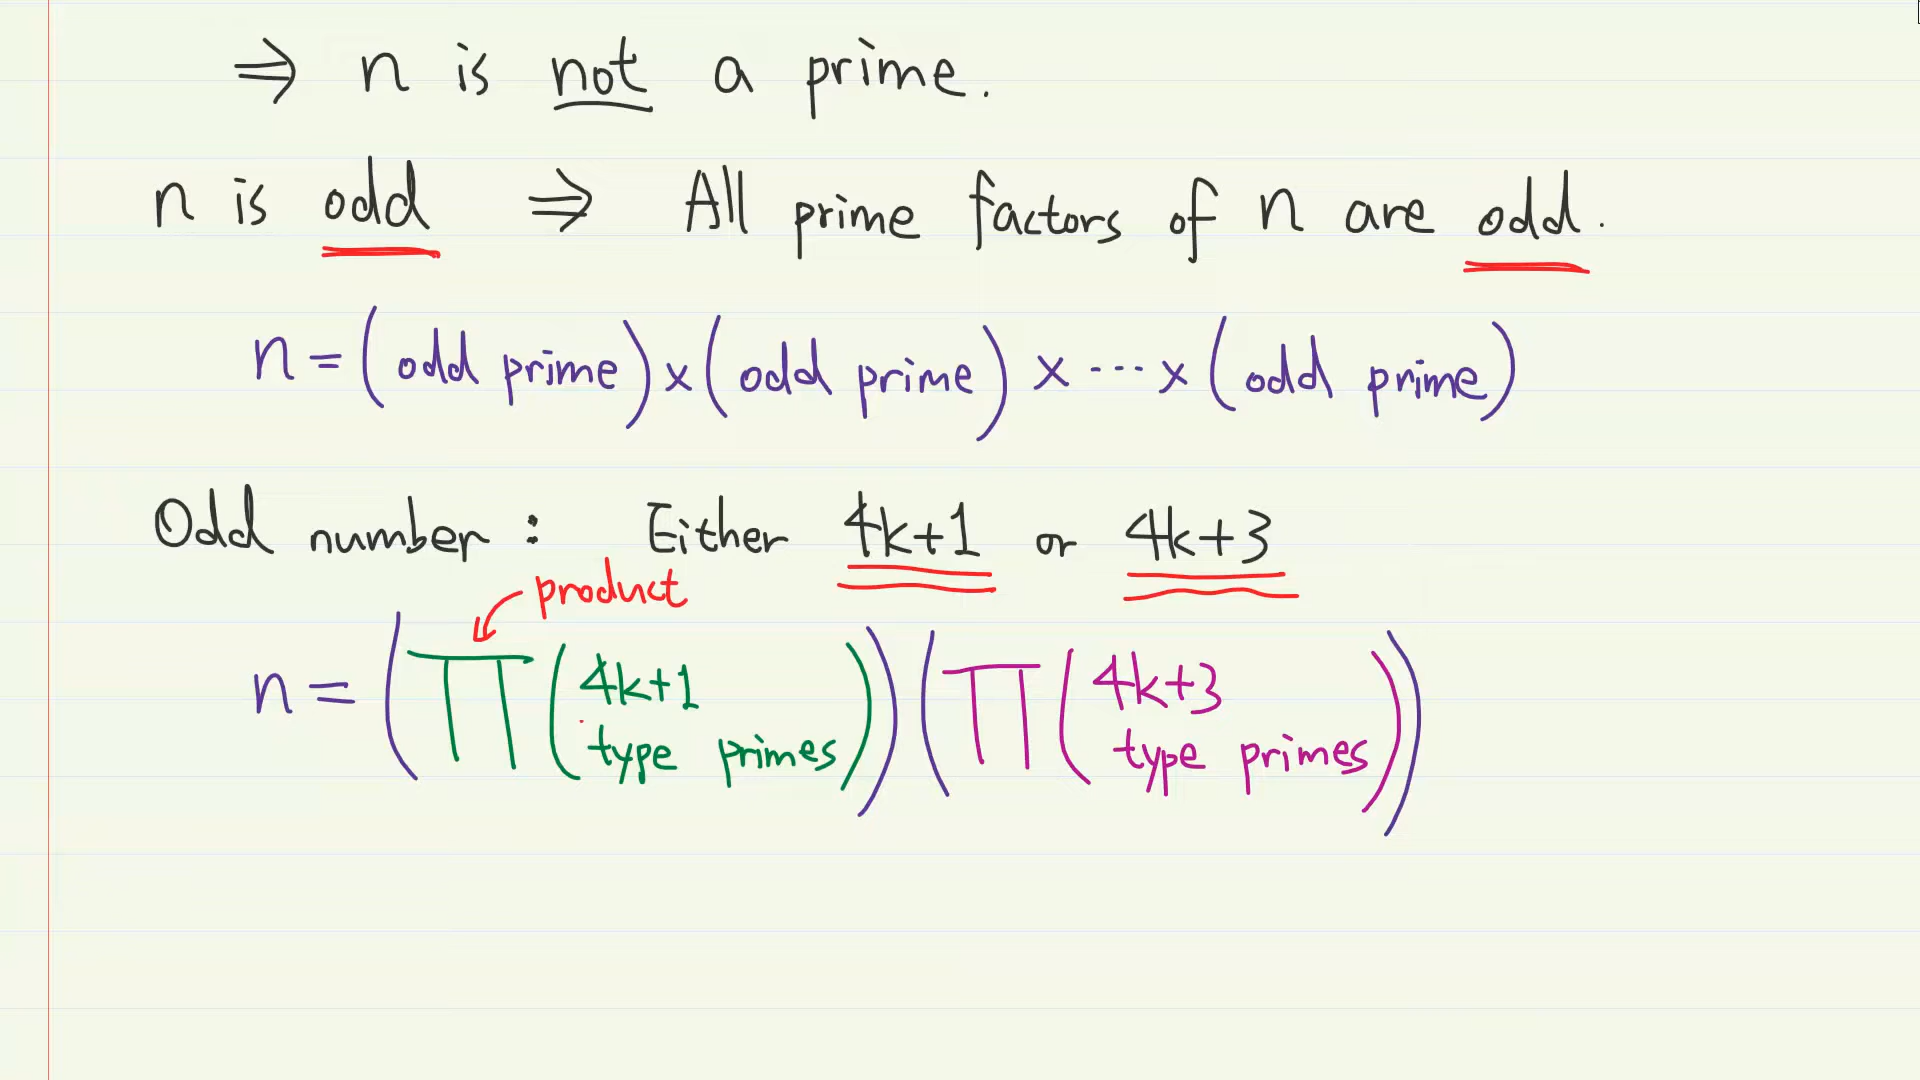 ⇒ n is not a prime.
n is odd ⇒ All prime factors of n are odd.
n = (odd prime) x (odd prime) x ... x (odd prime)
Odd number : Either 4k+1 or 4k+3
product
n = (∏ (4k+1 type primes)) (∏ (4k+3 type primes))